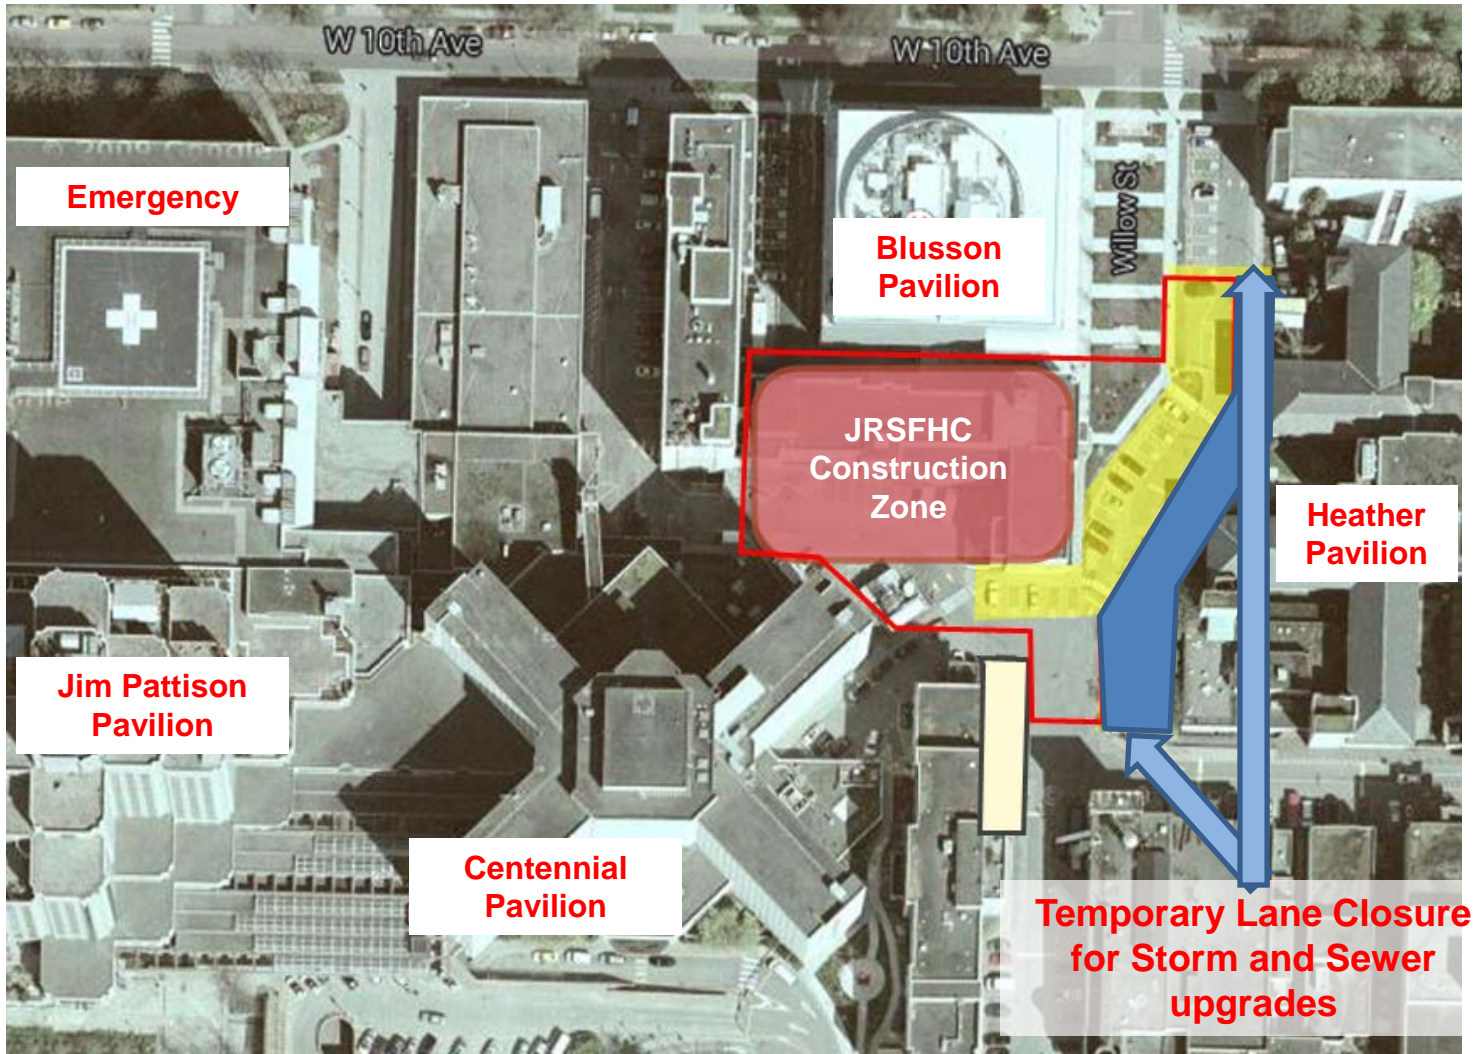 W 10th Ave
W 10th Ave
Emergency
Willow St
Blusson
Pavilion
JRSFHC
Construction
Zone
Heather
Pavilion
Jim Pattison
Pavilion
Centennial
Pavilion
Temporary Lane Closure
for Storm and Sewer
upgrades